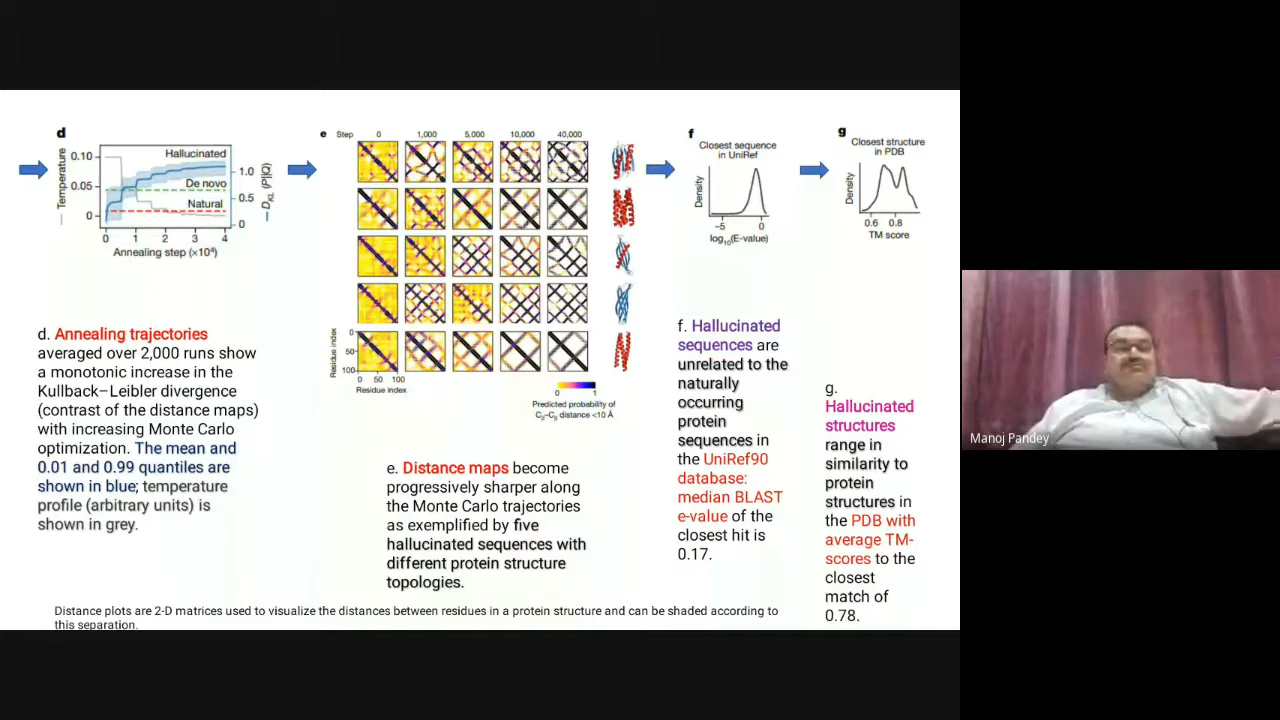 d
Temperature
0.10
0.05
0
Hallucinated
De novo
Natural
1.0
0.5
0
D_KL (P||Q)
0 1 2 3 4
Annealing step (×10⁴)
e Step 0 1,000 5,000 10,000 40,000
Residue index
0
50
100
0 50 100
Residue index
0 1
Predicted probability of
Cβ–Cβ distance <10 Å
f
Closest sequence
in UniRef
Density
−5 0
log₁₀(E-value)
g
Closest structure
in PDB
Density
0.6 0.8
TM score
d. Annealing trajectories
averaged over 2,000 runs show
a monotonic increase in the
Kullback–Leibler divergence
(contrast of the distance maps)
with increasing Monte Carlo
optimization. The mean and
0.01 and 0.99 quantiles are
shown in blue; temperature
profile (arbitrary units) is
shown in grey.
e. Distance maps become
progressively sharper along
the Monte Carlo trajectories
as exemplified by five
hallucinated sequences with
different protein structure
topologies.
f. Hallucinated
sequences are
unrelated to the
naturally
occurring
protein
sequences in
the UniRef90
database:
median BLAST
e-value of the
closest hit is
0.17.
g.
Hallucinated
structures
range in
similarity to
protein
structures in
the PDB with
average TM-
scores to the
closest
match of
0.78.
Distance plots are 2-D matrices used to visualize the distances between residues in a protein structure and can be shaded according to
this separation.
Manoj Pandey